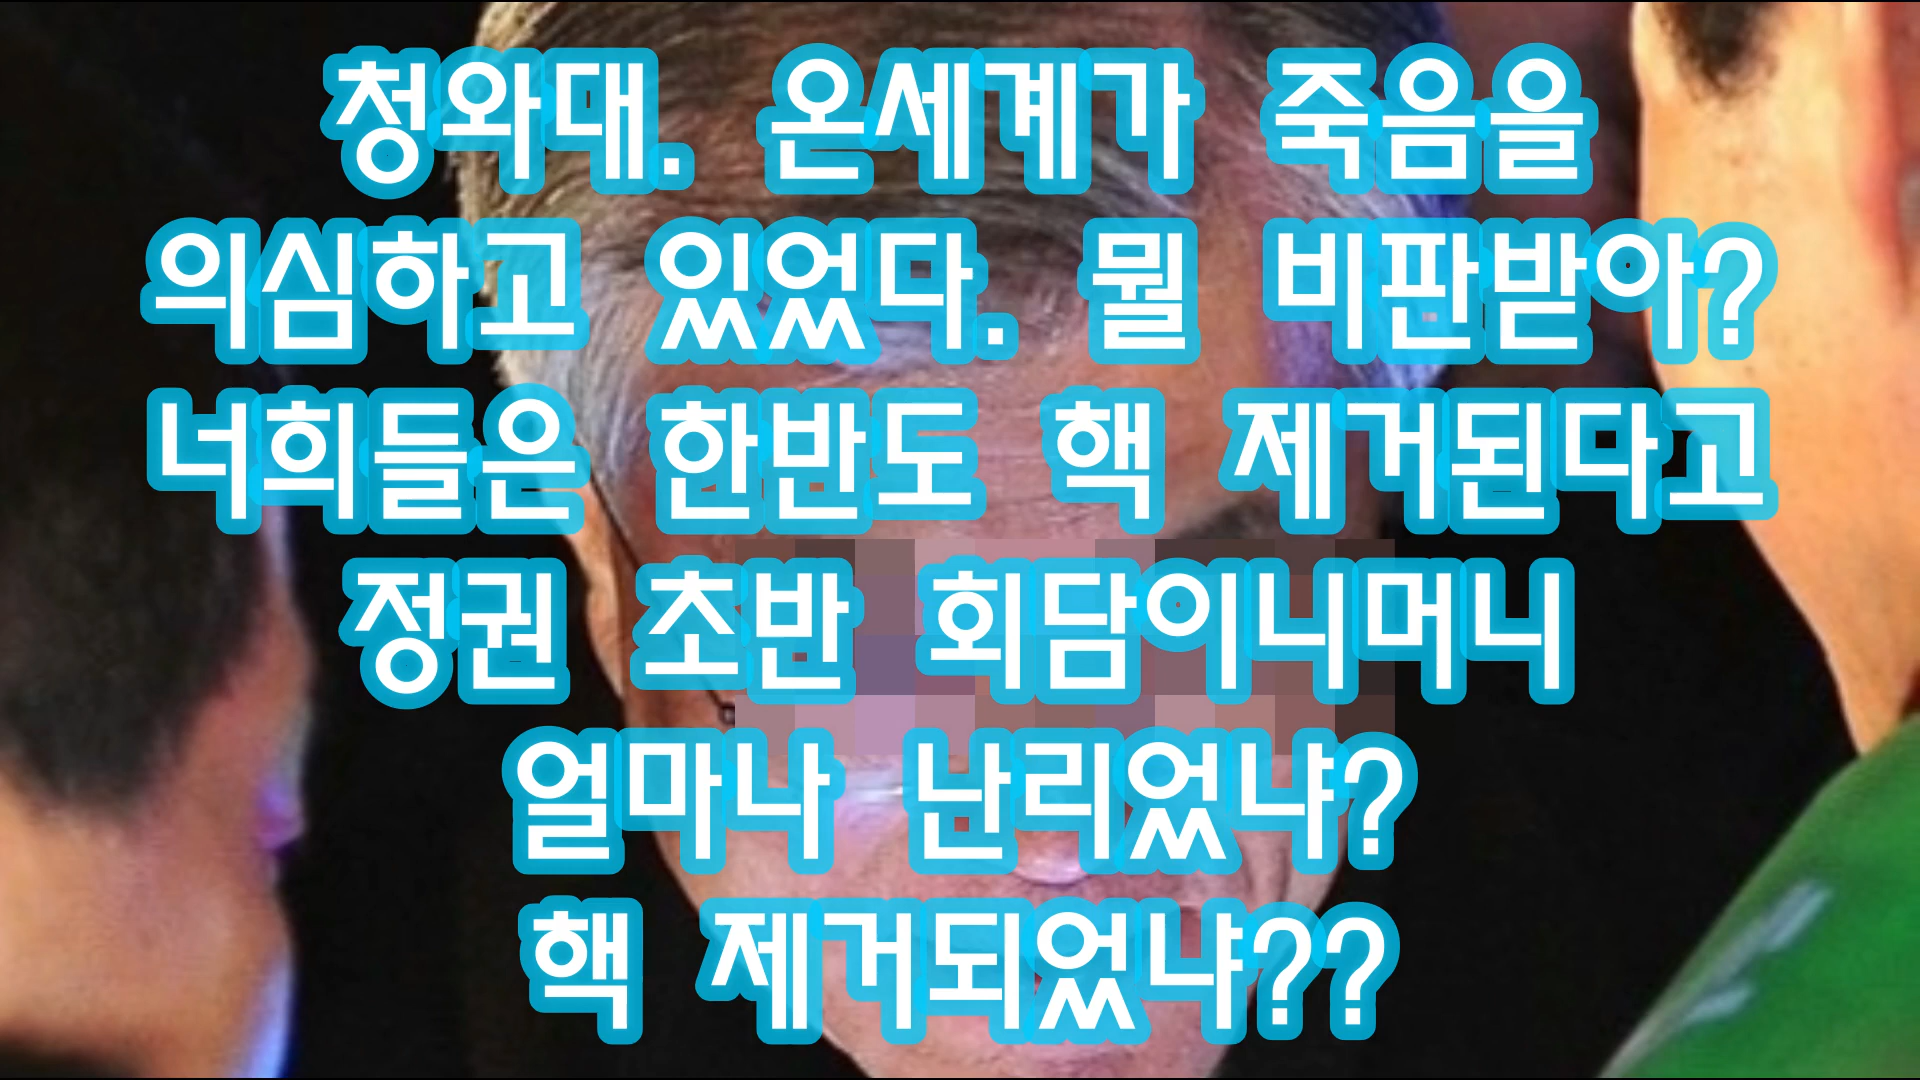 청와대. 온세계가 죽음을
의심하고 있었다. 뭘 비판받아?
너희들은 한반도 핵 제거된다고
정권 초반 회담이니머니
얼마나 난리었냐?
핵 제거되었냐??